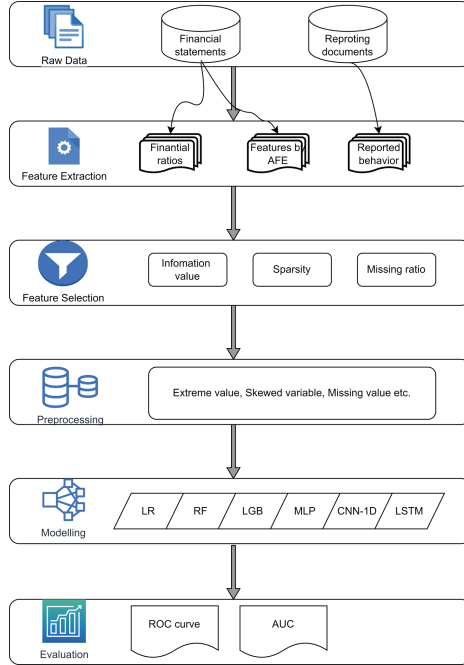 Financial
statements
Reproting
documents
Raw Data
Finantial
ratios
Features by
AFE
Reported
behavior
Feature Extraction
Infomation
value
Sparsity
Missing ratio
Feature Selection
Extreme value, Skewed variable, Missing value etc.
Preprocessing
LR
RF
LGB
MLP
CNN-1D
LSTM
Modelling
ROC curve
AUC
Evaluation